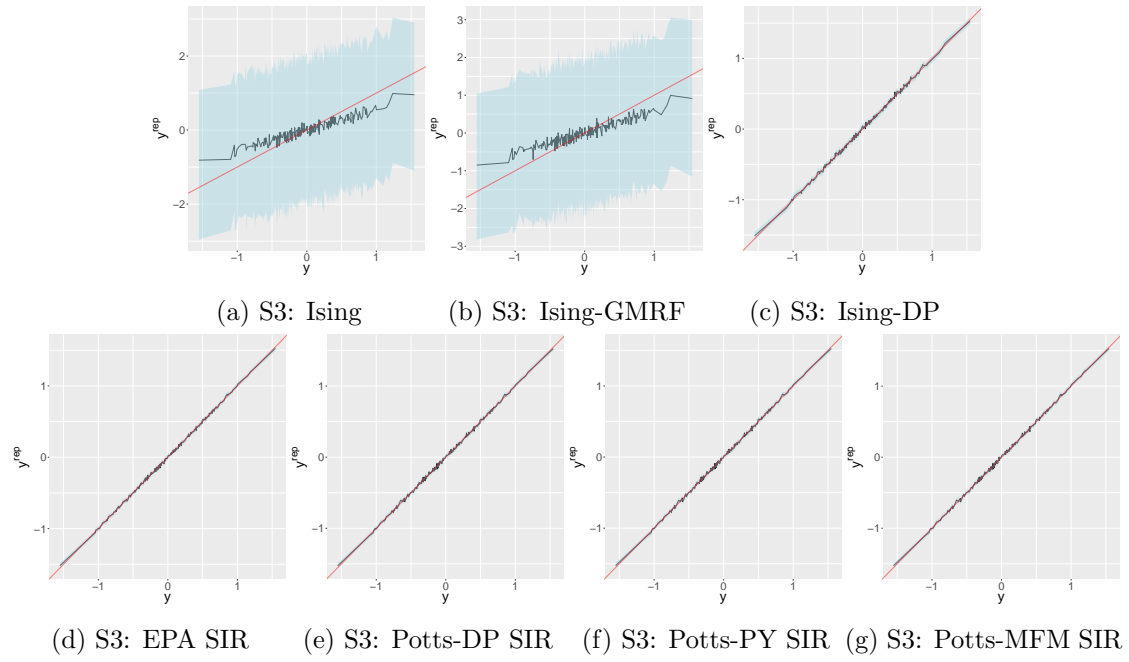 2
0
−2
y^rep
−1
0
1
y
3
2
1
0
−1
−2
−3
y^rep
−1
0
1
y
1
0
−1
y^rep
−1
0
1
y
(a) S3: Ising
(b) S3: Ising-GMRF
(c) S3: Ising-DP
1
0
−1
y^rep
−1
0
1
y
1
0
−1
y^rep
−1
0
1
y
1
0
−1
y^rep
−1
0
1
y
1
0
−1
y^rep
−1
0
1
y
(d) S3: EPA SIR
(e) S3: Potts-DP SIR
(f) S3: Potts-PY SIR
(g) S3: Potts-MFM SIR